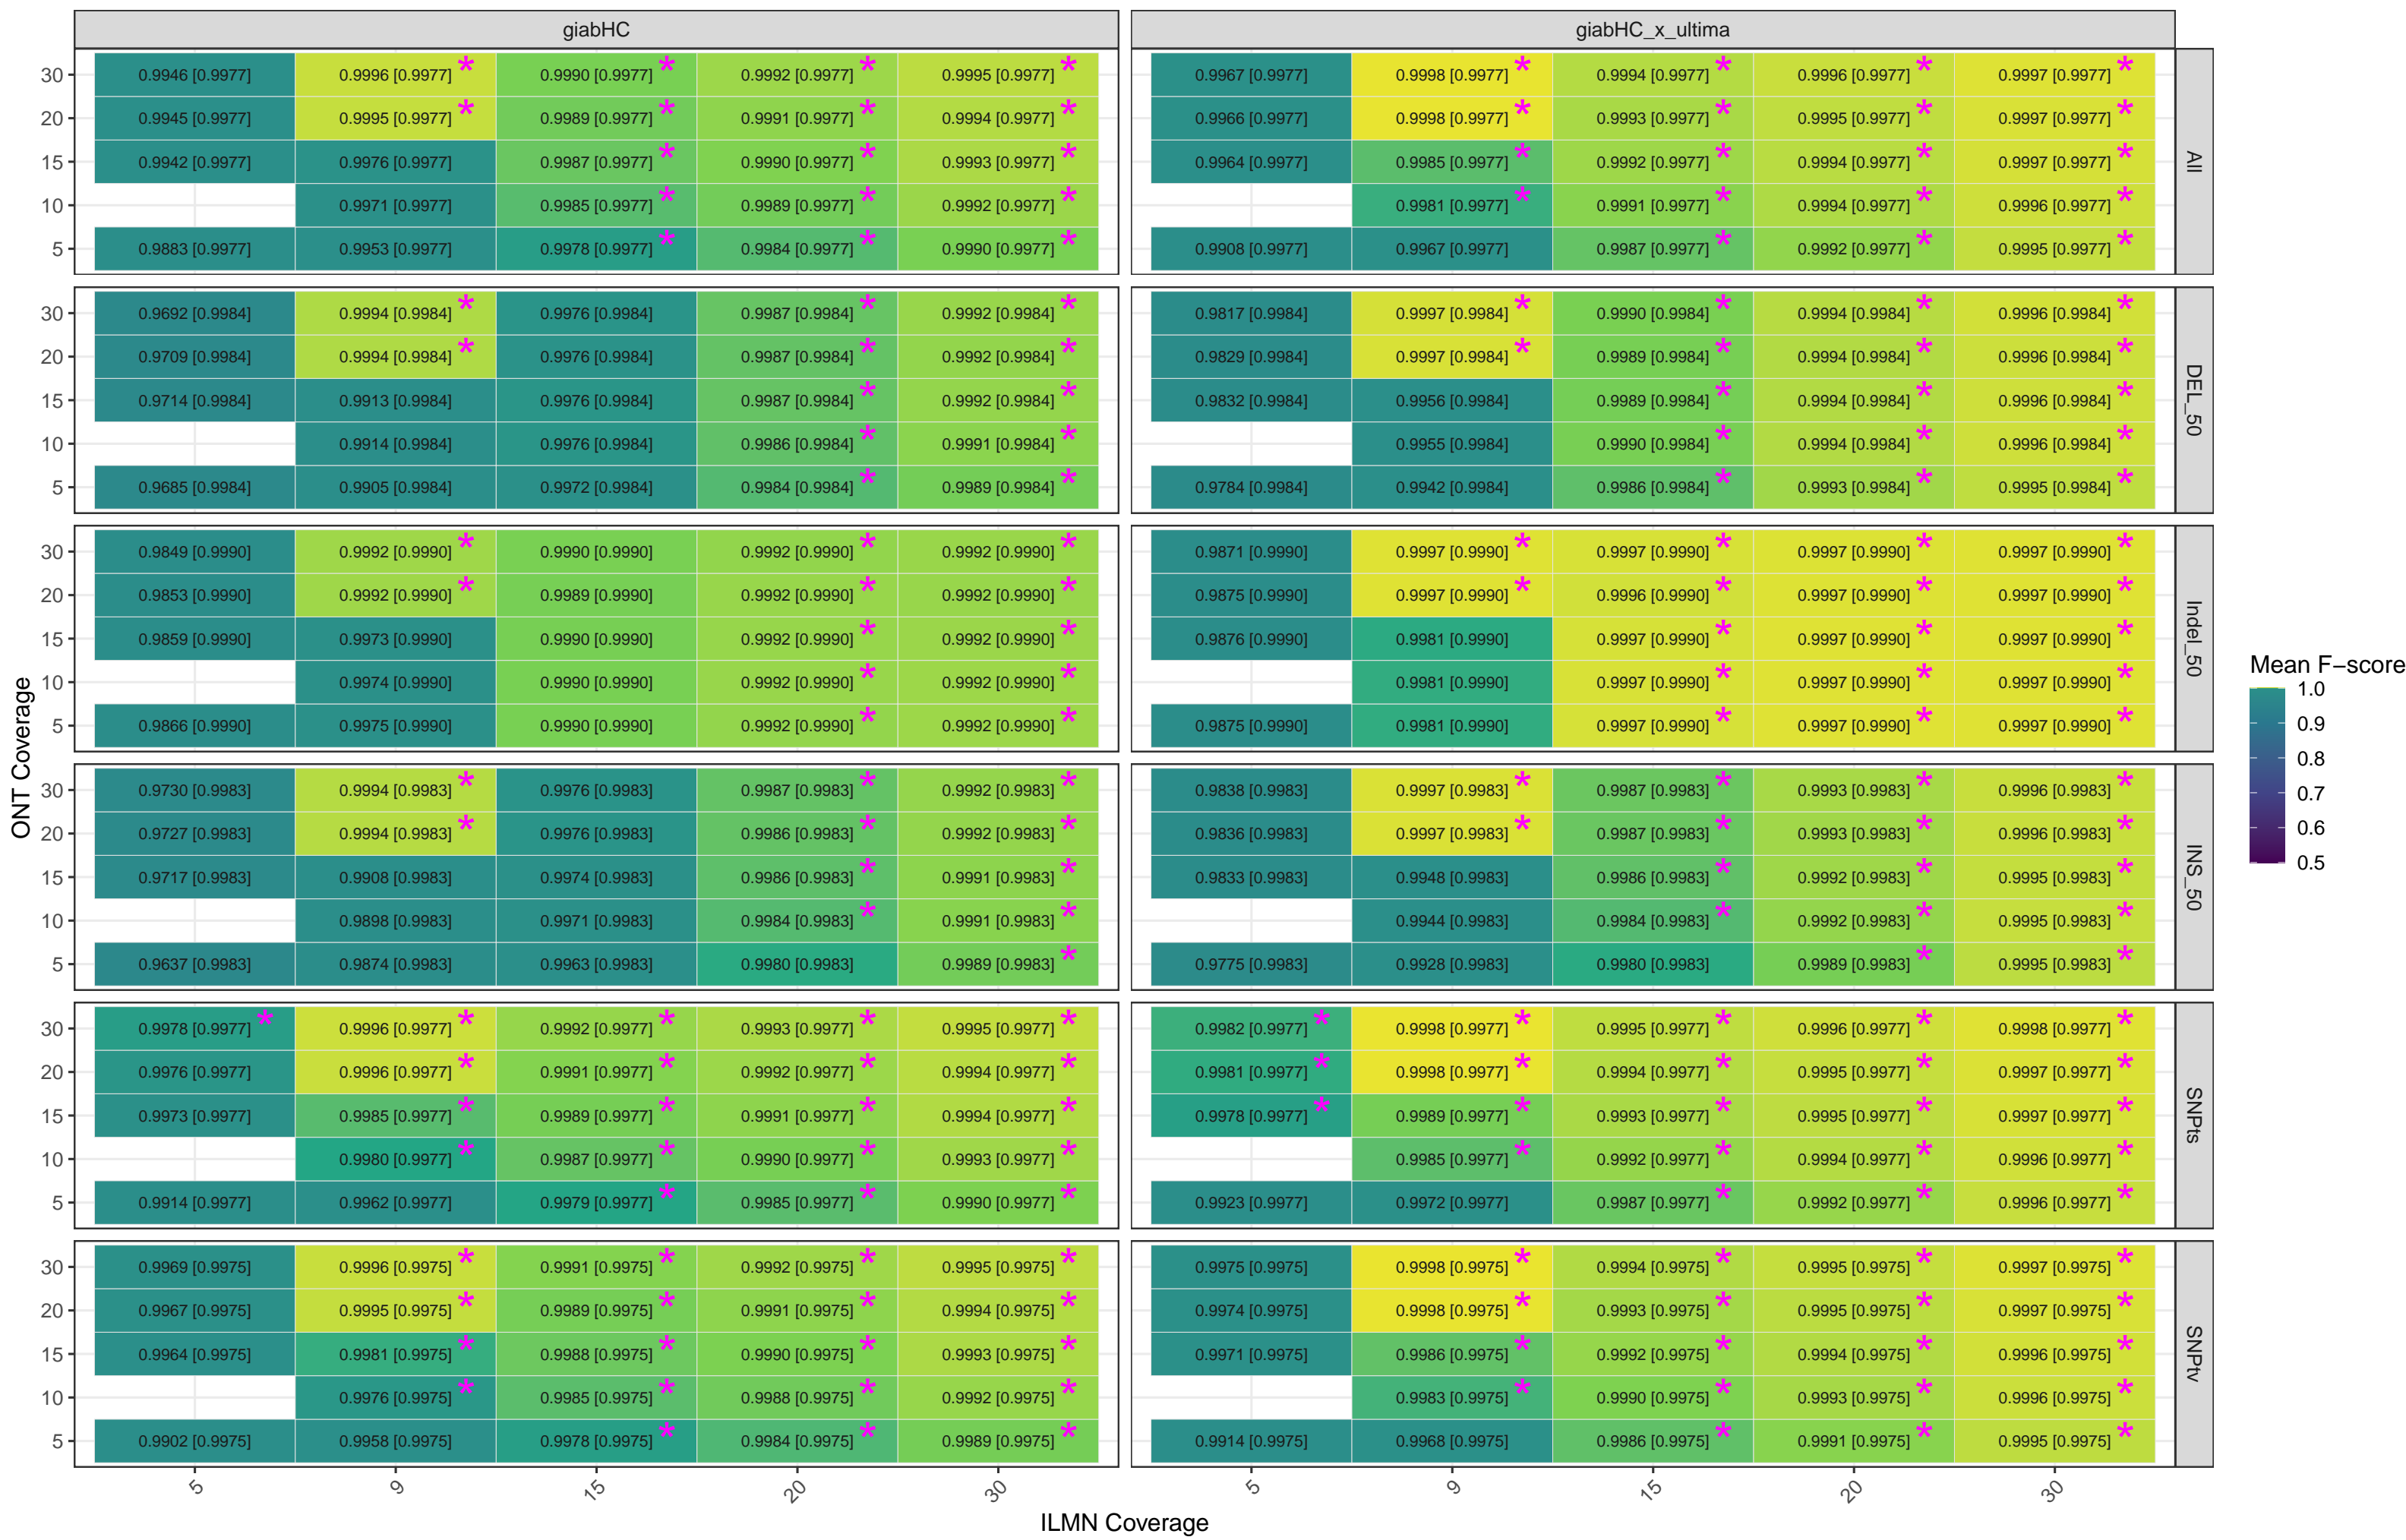 giabHC giabHC_x_ultima
30 0.9946 [0.9977] 0.9996 [0.9977] * 0.9990 [0.9977] * 0.9992 [0.9977] * 0.9995 [0.9977] * 0.9967 [0.9977] 0.9998 [0.9977] * 0.9994 [0.9977] * 0.9996 [0.9977] * 0.9997 [0.9977] *
20 0.9945 [0.9977] 0.9995 [0.9977] * 0.9989 [0.9977] * 0.9991 [0.9977] * 0.9994 [0.9977] * 0.9966 [0.9977] 0.9998 [0.9977] * 0.9993 [0.9977] * 0.9995 [0.9977] * 0.9997 [0.9977] *
15 0.9942 [0.9977] 0.9976 [0.9977] 0.9987 [0.9977] * 0.9990 [0.9977] * 0.9993 [0.9977] * 0.9964 [0.9977] 0.9985 [0.9977] * 0.9992 [0.9977] * 0.9994 [0.9977] * 0.9997 [0.9977] *
All
10 0.9971 [0.9977] 0.9985 [0.9977] * 0.9989 [0.9977] * 0.9992 [0.9977] * 0.9981 [0.9977] * 0.9991 [0.9977] * 0.9994 [0.9977] * 0.9996 [0.9977] *
5 0.9883 [0.9977] 0.9953 [0.9977] 0.9978 [0.9977] * 0.9984 [0.9977] * 0.9990 [0.9977] * 0.9908 [0.9977] 0.9967 [0.9977] 0.9987 [0.9977] * 0.9992 [0.9977] * 0.9995 [0.9977] *
30 0.9692 [0.9984] 0.9994 [0.9984] * 0.9976 [0.9984] 0.9987 [0.9984] * 0.9992 [0.9984] * 0.9817 [0.9984] 0.9997 [0.9984] * 0.9990 [0.9984] * 0.9994 [0.9984] * 0.9996 [0.9984] *
20 0.9709 [0.9984] 0.9994 [0.9984] * 0.9976 [0.9984] 0.9987 [0.9984] * 0.9992 [0.9984] * 0.9829 [0.9984] 0.9997 [0.9984] * 0.9989 [0.9984] * 0.9994 [0.9984] * 0.9996 [0.9984] *
15 0.9714 [0.9984] 0.9913 [0.9984] 0.9976 [0.9984] 0.9987 [0.9984] * 0.9992 [0.9984] * 0.9832 [0.9984] 0.9956 [0.9984] 0.9989 [0.9984] * 0.9994 [0.9984] * 0.9996 [0.9984] *
DEL_50
10 0.9914 [0.9984] 0.9976 [0.9984] 0.9986 [0.9984] * 0.9991 [0.9984] * 0.9955 [0.9984] 0.9990 [0.9984] * 0.9994 [0.9984] * 0.9996 [0.9984] *
5 0.9685 [0.9984] 0.9905 [0.9984] 0.9972 [0.9984] 0.9984 [0.9984] * 0.9989 [0.9984] * 0.9784 [0.9984] 0.9942 [0.9984] 0.9986 [0.9984] * 0.9993 [0.9984] * 0.9995 [0.9984] *
30 0.9849 [0.9990] 0.9992 [0.9990] * 0.9990 [0.9990] 0.9992 [0.9990] * 0.9992 [0.9990] * 0.9871 [0.9990] 0.9997 [0.9990] * 0.9997 [0.9990] * 0.9997 [0.9990] * 0.9997 [0.9990] *
20 0.9853 [0.9990] 0.9992 [0.9990] * 0.9989 [0.9990] 0.9992 [0.9990] * 0.9992 [0.9990] * 0.9875 [0.9990] 0.9997 [0.9990] * 0.9996 [0.9990] * 0.9997 [0.9990] * 0.9997 [0.9990] *
15 0.9859 [0.9990] 0.9973 [0.9990] 0.9990 [0.9990] 0.9992 [0.9990] * 0.9992 [0.9990] * 0.9876 [0.9990] 0.9981 [0.9990] 0.9997 [0.9990] * 0.9997 [0.9990] * 0.9997 [0.9990] *
Indel_50
10 0.9974 [0.9990] 0.9990 [0.9990] 0.9992 [0.9990] * 0.9992 [0.9990] * 0.9981 [0.9990] 0.9997 [0.9990] * 0.9997 [0.9990] * 0.9997 [0.9990] *
5 0.9866 [0.9990] 0.9975 [0.9990] 0.9990 [0.9990] 0.9992 [0.9990] * 0.9992 [0.9990] * 0.9875 [0.9990] 0.9981 [0.9990] 0.9997 [0.9990] * 0.9997 [0.9990] * 0.9997 [0.9990] *
ONT Coverage
30 0.9730 [0.9983] 0.9994 [0.9983] * 0.9976 [0.9983] 0.9987 [0.9983] * 0.9992 [0.9983] * 0.9838 [0.9983] 0.9997 [0.9983] * 0.9987 [0.9983] * 0.9993 [0.9983] * 0.9996 [0.9983] *
20 0.9727 [0.9983] 0.9994 [0.9983] * 0.9976 [0.9983] 0.9986 [0.9983] * 0.9992 [0.9983] * 0.9836 [0.9983] 0.9997 [0.9983] * 0.9987 [0.9983] * 0.9993 [0.9983] * 0.9996 [0.9983] *
15 0.9717 [0.9983] 0.9908 [0.9983] 0.9974 [0.9983] 0.9986 [0.9983] * 0.9991 [0.9983] * 0.9833 [0.9983] 0.9948 [0.9983] 0.9986 [0.9983] * 0.9992 [0.9983] * 0.9995 [0.9983] *
INS_50
10 0.9898 [0.9983] 0.9971 [0.9983] 0.9984 [0.9983] * 0.9991 [0.9983] * 0.9944 [0.9983] 0.9984 [0.9983] * 0.9992 [0.9983] * 0.9995 [0.9983] *
5 0.9637 [0.9983] 0.9874 [0.9983] 0.9963 [0.9983] 0.9980 [0.9983] 0.9989 [0.9983] * 0.9775 [0.9983] 0.9928 [0.9983] 0.9980 [0.9983] 0.9989 [0.9983] * 0.9995 [0.9983] *
30 0.9978 [0.9977] * 0.9996 [0.9977] * 0.9992 [0.9977] * 0.9993 [0.9977] * 0.9995 [0.9977] * 0.9982 [0.9977] * 0.9998 [0.9977] * 0.9995 [0.9977] * 0.9996 [0.9977] * 0.9998 [0.9977] *
20 0.9976 [0.9977] 0.9996 [0.9977] * 0.9991 [0.9977] * 0.9992 [0.9977] * 0.9994 [0.9977] * 0.9981 [0.9977] * 0.9998 [0.9977] * 0.9994 [0.9977] * 0.9995 [0.9977] * 0.9997 [0.9977] *
15 0.9973 [0.9977] 0.9985 [0.9977] * 0.9989 [0.9977] * 0.9991 [0.9977] * 0.9994 [0.9977] * 0.9978 [0.9977] * 0.9989 [0.9977] * 0.9993 [0.9977] * 0.9995 [0.9977] * 0.9997 [0.9977] *
SNPts
10 0.9980 [0.9977] * 0.9987 [0.9977] * 0.9990 [0.9977] * 0.9993 [0.9977] * 0.9985 [0.9977] * 0.9992 [0.9977] * 0.9994 [0.9977] * 0.9996 [0.9977] *
5 0.9914 [0.9977] 0.9962 [0.9977] 0.9979 [0.9977] * 0.9985 [0.9977] * 0.9990 [0.9977] * 0.9923 [0.9977] 0.9972 [0.9977] 0.9987 [0.9977] * 0.9992 [0.9977] * 0.9996 [0.9977] *
30 0.9969 [0.9975] 0.9996 [0.9975] * 0.9991 [0.9975] * 0.9992 [0.9975] * 0.9995 [0.9975] * 0.9975 [0.9975] 0.9998 [0.9975] * 0.9994 [0.9975] * 0.9995 [0.9975] * 0.9997 [0.9975] *
20 0.9967 [0.9975] 0.9995 [0.9975] * 0.9989 [0.9975] * 0.9991 [0.9975] * 0.9994 [0.9975] * 0.9974 [0.9975] 0.9998 [0.9975] * 0.9993 [0.9975] * 0.9995 [0.9975] * 0.9997 [0.9975] *
15 0.9964 [0.9975] 0.9981 [0.9975] * 0.9988 [0.9975] * 0.9990 [0.9975] * 0.9993 [0.9975] * 0.9971 [0.9975] 0.9986 [0.9975] * 0.9992 [0.9975] * 0.9994 [0.9975] * 0.9996 [0.9975] *
SNPtv
10 0.9976 [0.9975] * 0.9985 [0.9975] * 0.9988 [0.9975] * 0.9992 [0.9975] * 0.9983 [0.9975] * 0.9990 [0.9975] * 0.9993 [0.9975] * 0.9996 [0.9975] *
5 0.9902 [0.9975] 0.9958 [0.9975] 0.9978 [0.9975] * 0.9984 [0.9975] * 0.9989 [0.9975] * 0.9914 [0.9975] 0.9968 [0.9975] 0.9986 [0.9975] * 0.9991 [0.9975] * 0.9995 [0.9975] *
5 9 15 20 30 5 9 15 20 30
ILMN Coverage
Mean F−score
1.0
0.9
0.8
0.7
0.6
0.5